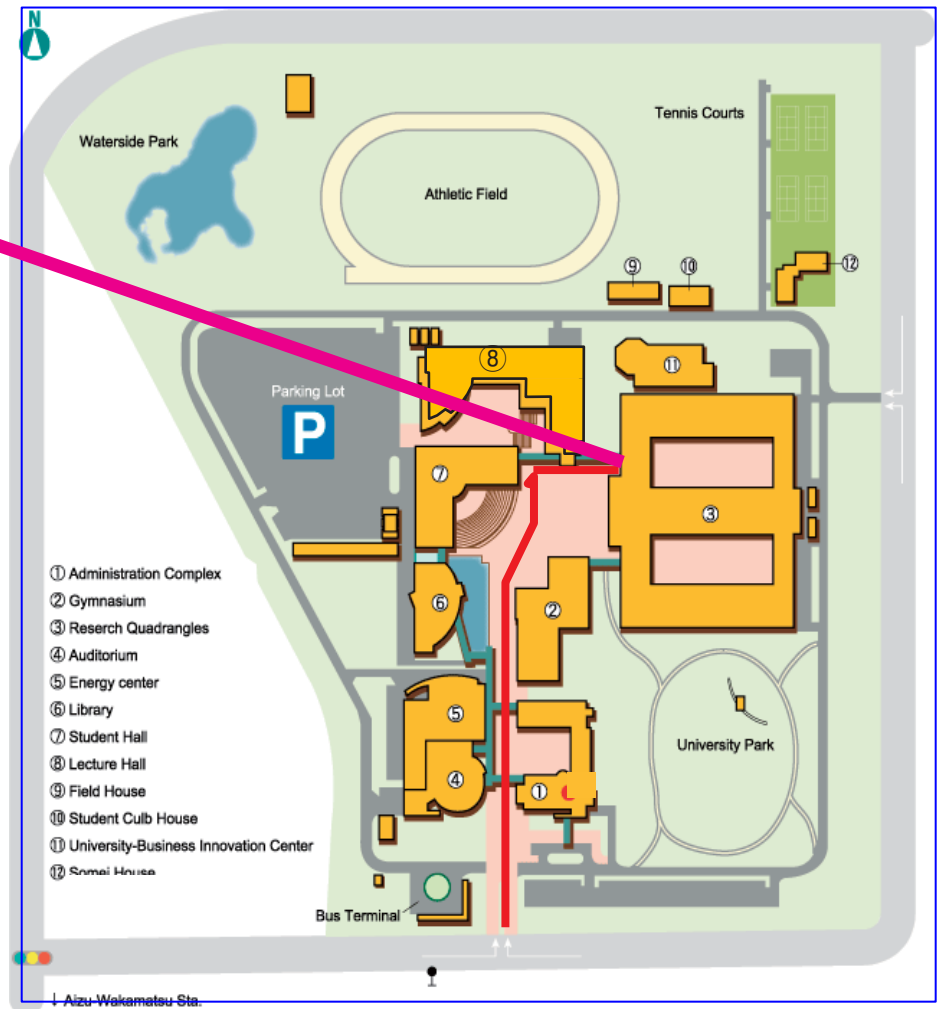 N
Waterside Park
Tennis Courts
Athletic Field
⑨
⑩
⑫
⑧
⑪
Parking Lot
P
⑦
③
⑥
②
① Administration Complex
② Gymnasium
③ Reserch Quadrangles
④ Auditorium
⑤ Energy center
⑥ Library
⑦ Student Hall
⑧ Lecture Hall
⑨ Field House
⑩ Student Culb House
⑪ University-Business Innovation Center
⑫ Somei House
⑤
④
①
University Park
Bus Terminal
↓ Aizu-Wakamatsu Sta.